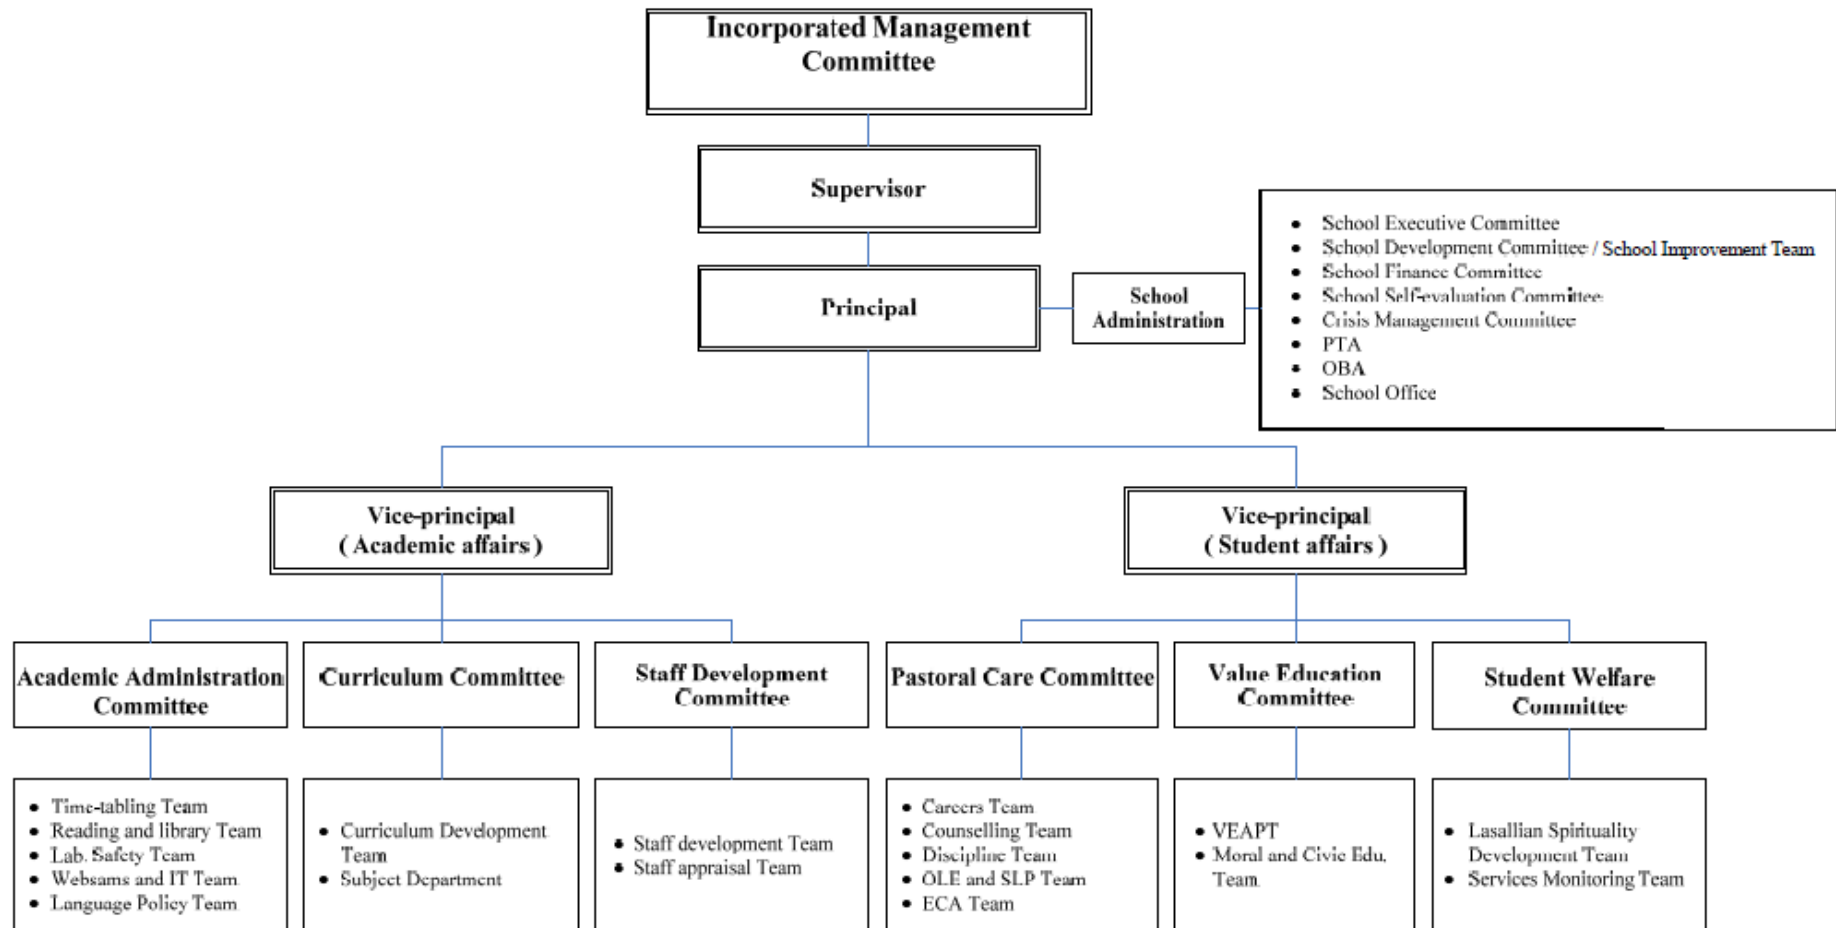 Incorporated Management
Committee
Supervisor
Principal
School
Administration
• School Executive Committee
• School Development Committee / School Improvement Team
• School Finance Committee
• School Self-evaluation Committee
• Crisis Management Committee
• PTA
• OBA
• School Office
Vice-principal
( Academic affairs )
Vice-principal
( Student affairs )
Academic Administration
Committee
Curriculum Committee
Staff Development
Committee
Pastoral Care Committee
Value Education
Committee
Student Welfare
Committee
• Time-tabling Team
• Reading and library Team
• Lab. Safety Team
• Websams and IT Team
• Language Policy Team
• Curriculum Development
Team
• Subject Department
• Staff development Team
• Staff appraisal Team
• Careers Team
• Counselling Team
• Discipline Team
• OLE and SLP Team
• ECA Team
• VEAPT
• Moral and Civic Edu.
Team
• Lasallian Spirituality
Development Team
• Services Monitoring Team